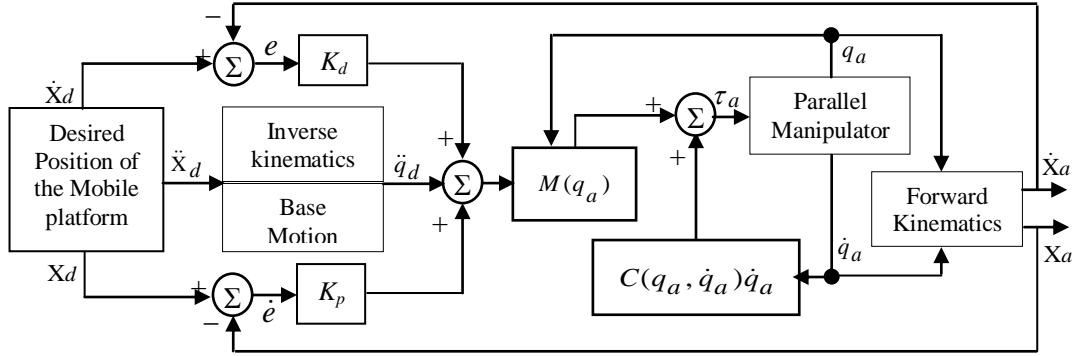 −
+
Σ
e
K_d
Ẋd
q_a
+
+
Σ
τ_a
Parallel
Manipulator
Desired
Position of
the Mobile
platform
Ẍ_d
Inverse
kinematics
Base
Motion
q̈_d
+
Σ
+
M(q_a)
+
Forward
Kinematics
Ẋ_a
X_a
Xd
+
Σ
−
ė
K_p
C(q_a, q̇_a)q̇_a
q̇_a